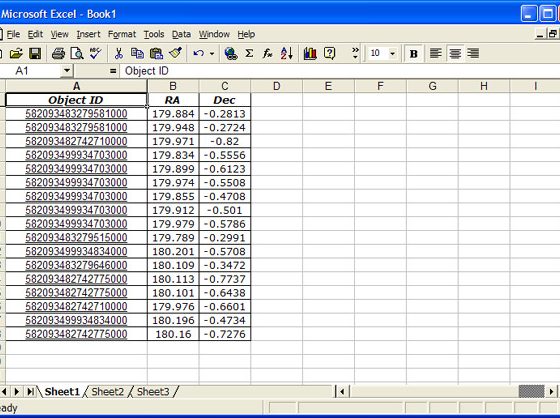 Microsoft Excel - Book1
File Edit View Insert Format Tools Data Window Help
10 B
A1 = Object ID
A B C D E F G H I
Object ID RA Dec
582093483279581000 179.884 -0.2813
582093483279581000 179.948 -0.2724
582093482742710000 179.971 -0.82
582093499934703000 179.834 -0.5556
582093499934703000 179.899 -0.6123
582093499934703000 179.974 -0.5508
582093499934703000 179.855 -0.4708
582093499934703000 179.912 -0.501
582093499934703000 179.979 -0.5786
582093483279515000 179.789 -0.2991
582093499934834000 180.201 -0.5708
582093483279646000 180.109 -0.3472
582093482742775000 180.113 -0.7737
582093482742775000 180.101 -0.6438
582093482742710000 179.976 -0.6601
582093499934834000 180.196 -0.4734
582093482742775000 180.16 -0.7276
Sheet1 Sheet2 Sheet3